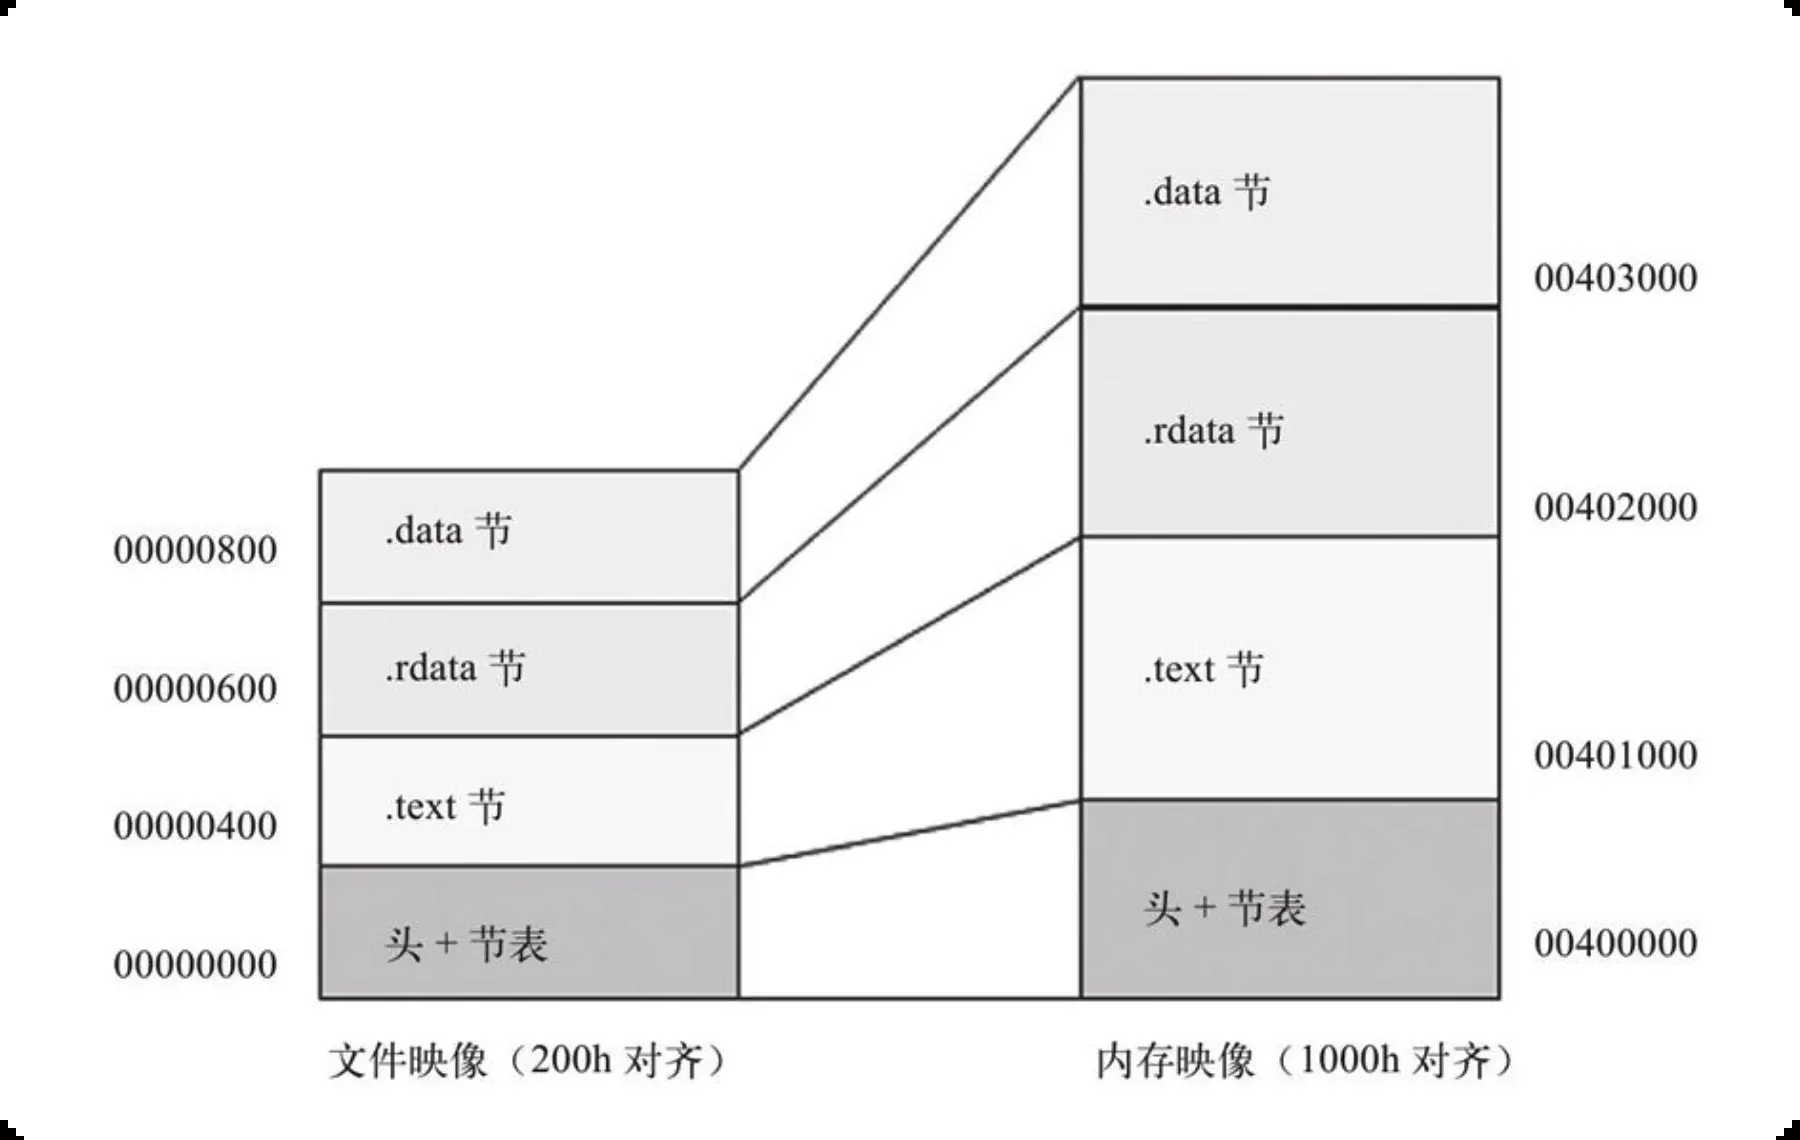 .data 节
00403000
.rdata 节
00402000
.text 节
00401000
头 + 节表
00400000
内存映像（1000h 对齐）
.data 节
00000800
.rdata 节
00000600
.text 节
00000400
头 + 节表
00000000
文件映像（200h 对齐）